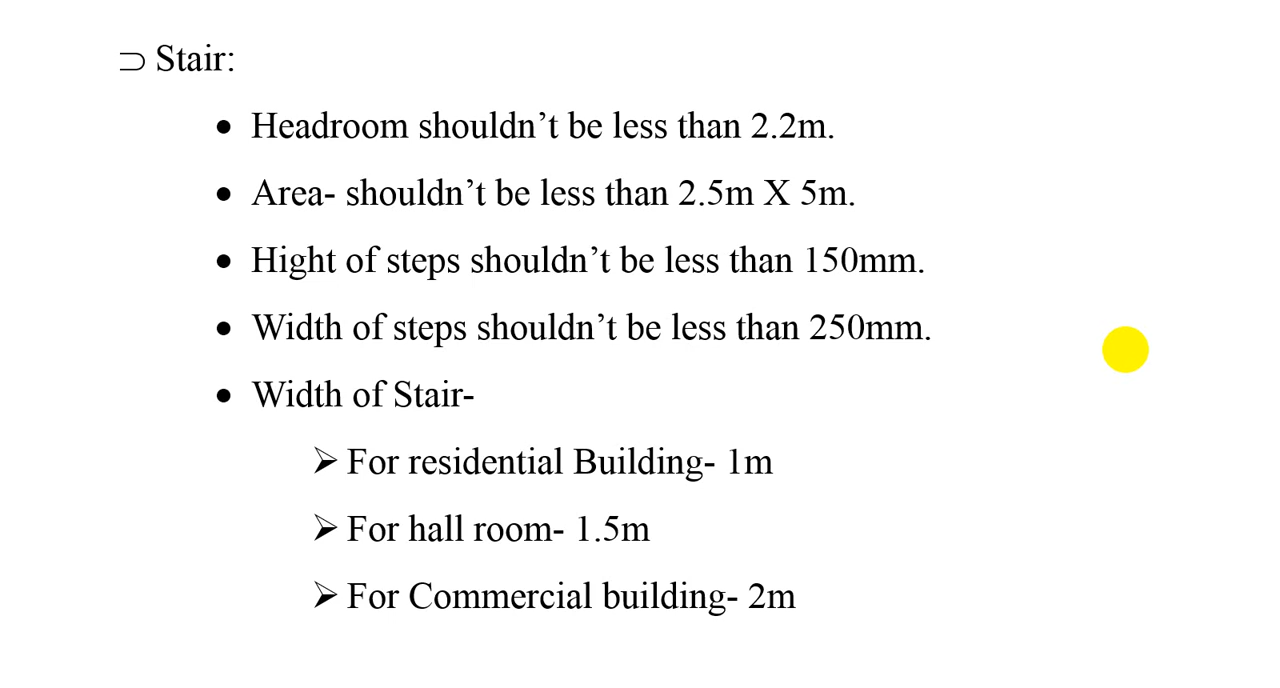 ⊃ Stair:
• Headroom shouldn’t be less than 2.2m.
• Area- shouldn’t be less than 2.5m X 5m.
• Hight of steps shouldn’t be less than 150mm.
• Width of steps shouldn’t be less than 250mm.
• Width of Stair-
➢ For residential Building- 1m
➢ For hall room- 1.5m
➢ For Commercial building- 2m